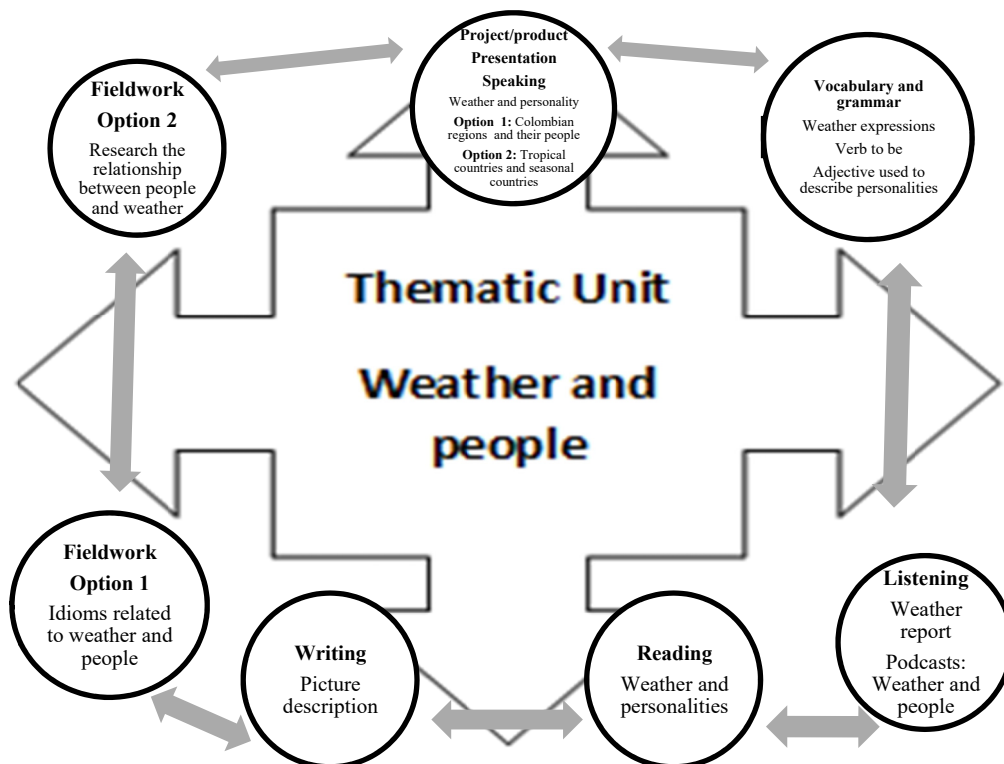 Project/product
Presentation
Speaking
Weather and personality
Option 1: Colombian
regions and their people
Option 2: Tropical
countries and seasonal
countries
Vocabulary and
grammar
Weather expressions
Verb to be
Adjective used to
describe personalities
Listening
Weather
report
Podcasts:
Weather and
people
Reading
Weather and
personalities
Writing
Picture
description
Fieldwork
Option 1
Idioms related
to weather and
people
Fieldwork
Option 2
Research the
relationship
between people
and weather
Thematic Unit
Weather and
people